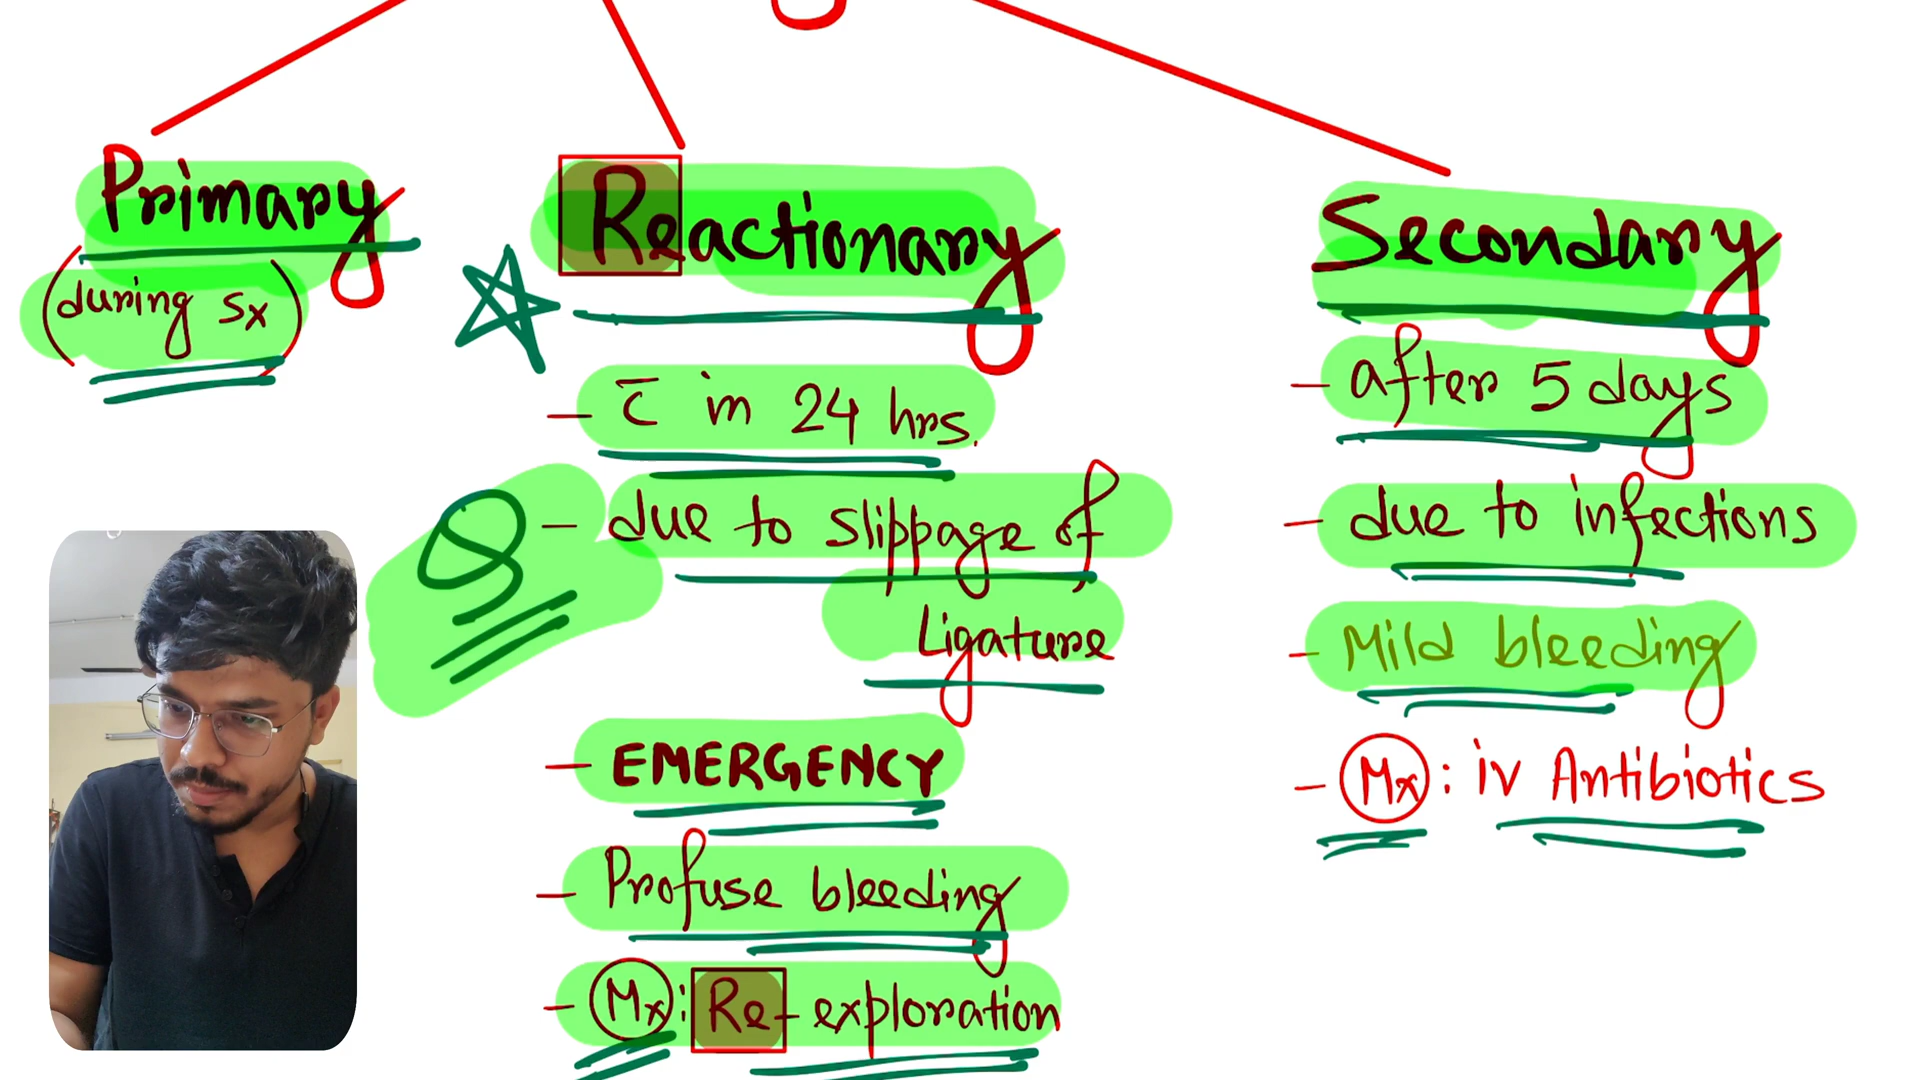 Primary
(during Sx)
Reactionary
- c̄ in 24 hrs.
- due to slippage of
Ligature
- EMERGENCY
- Profuse bleeding
- Mx: Re-exploration
Secondary
- after 5 days
- due to infections
- Mild bleeding
- Mx: iv Antibiotics